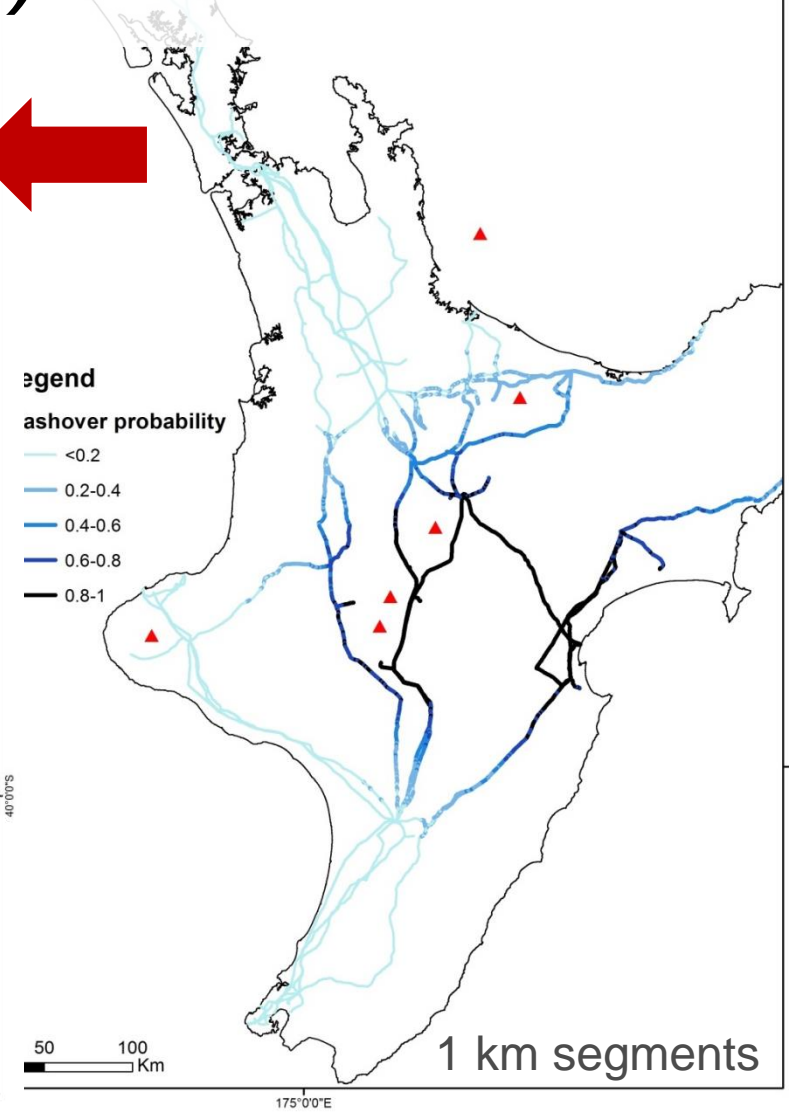 )
egend
ashover probability
<0.2
0.2-0.4
0.4-0.6
0.6-0.8
0.8-1
40°0'0"S
50 100
Km
1 km segments
175°0'0"E